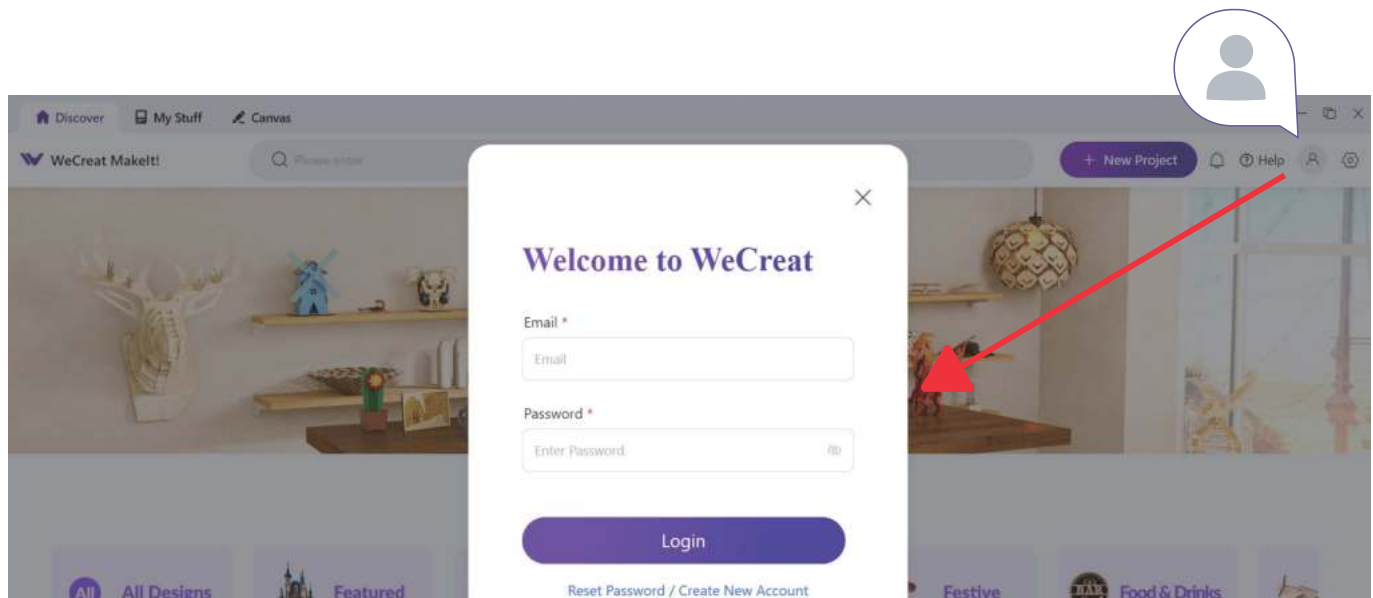 Discover My Stuff Canvas
WeCreat MakeIt! Please enter + New Project Help
Welcome to WeCreat
Email *
Email
Password *
Enter Password
Login
Reset Password / Create New Account
All All Designs Featured Festive BAR Food & Drinks